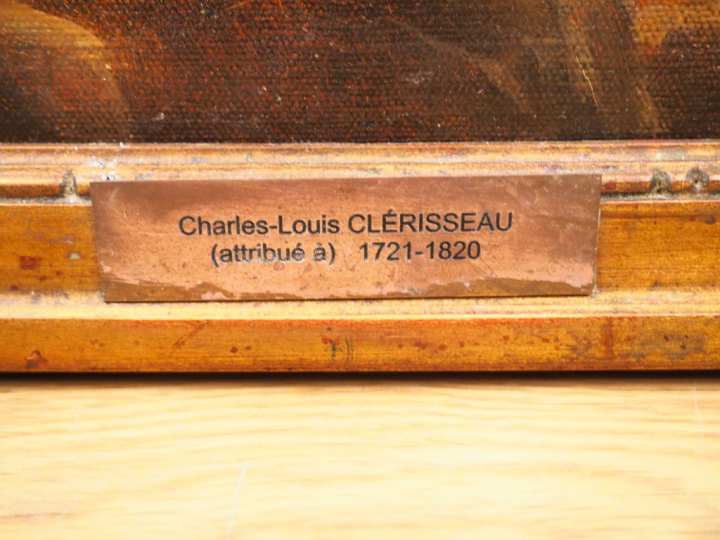 Charles-Louis CLÉRISSEAU
(attribué à) 1721-1820